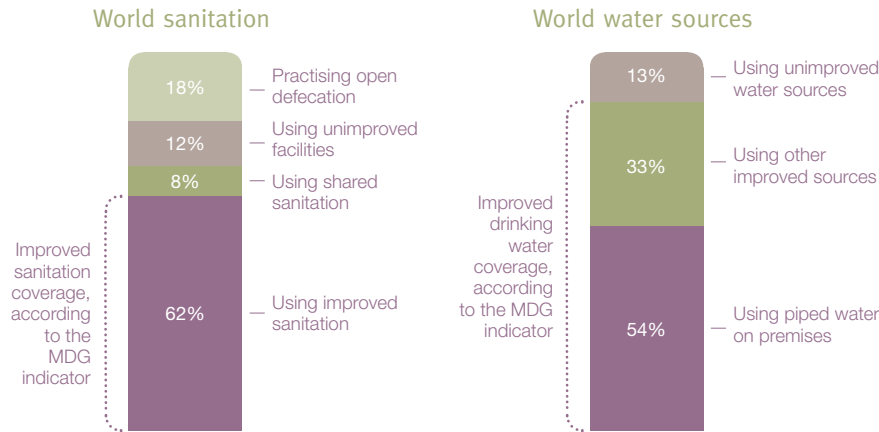 World sanitation
18%
Practising open
defecation
12%
Using unimproved
facilities
8%
Using shared
sanitation
Improved
sanitation
coverage,
according
to the
MDG
indicator
62%
Using improved
sanitation
World water sources
13%
Using unimproved
water sources
33%
Using other
improved sources
Improved
drinking
water
coverage,
according
to the MDG
indicator
54%
Using piped water
on premises